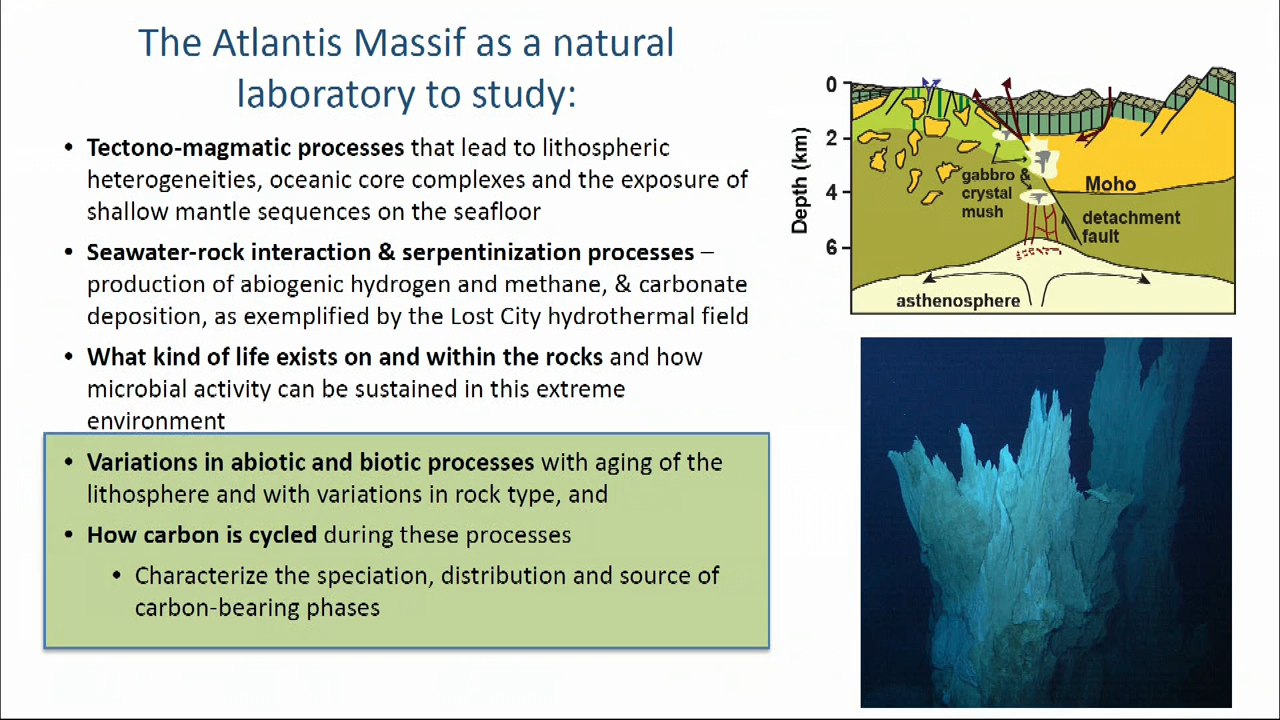 The Atlantis Massif as a natural
laboratory to study:
• Tectono-magmatic processes that lead to lithospheric
heterogeneities, oceanic core complexes and the exposure of
shallow mantle sequences on the seafloor
• Seawater-rock interaction & serpentinization processes –
production of abiogenic hydrogen and methane, & carbonate
deposition, as exemplified by the Lost City hydrothermal field
• What kind of life exists on and within the rocks and how
microbial activity can be sustained in this extreme
environment
• Variations in abiotic and biotic processes with aging of the
lithosphere and with variations in rock type, and
• How carbon is cycled during these processes
• Characterize the speciation, distribution and source of
carbon-bearing phases
Depth (km)
0
2
4
6
gabbro &
crystal
mush
Moho
detachment
fault
asthenosphere